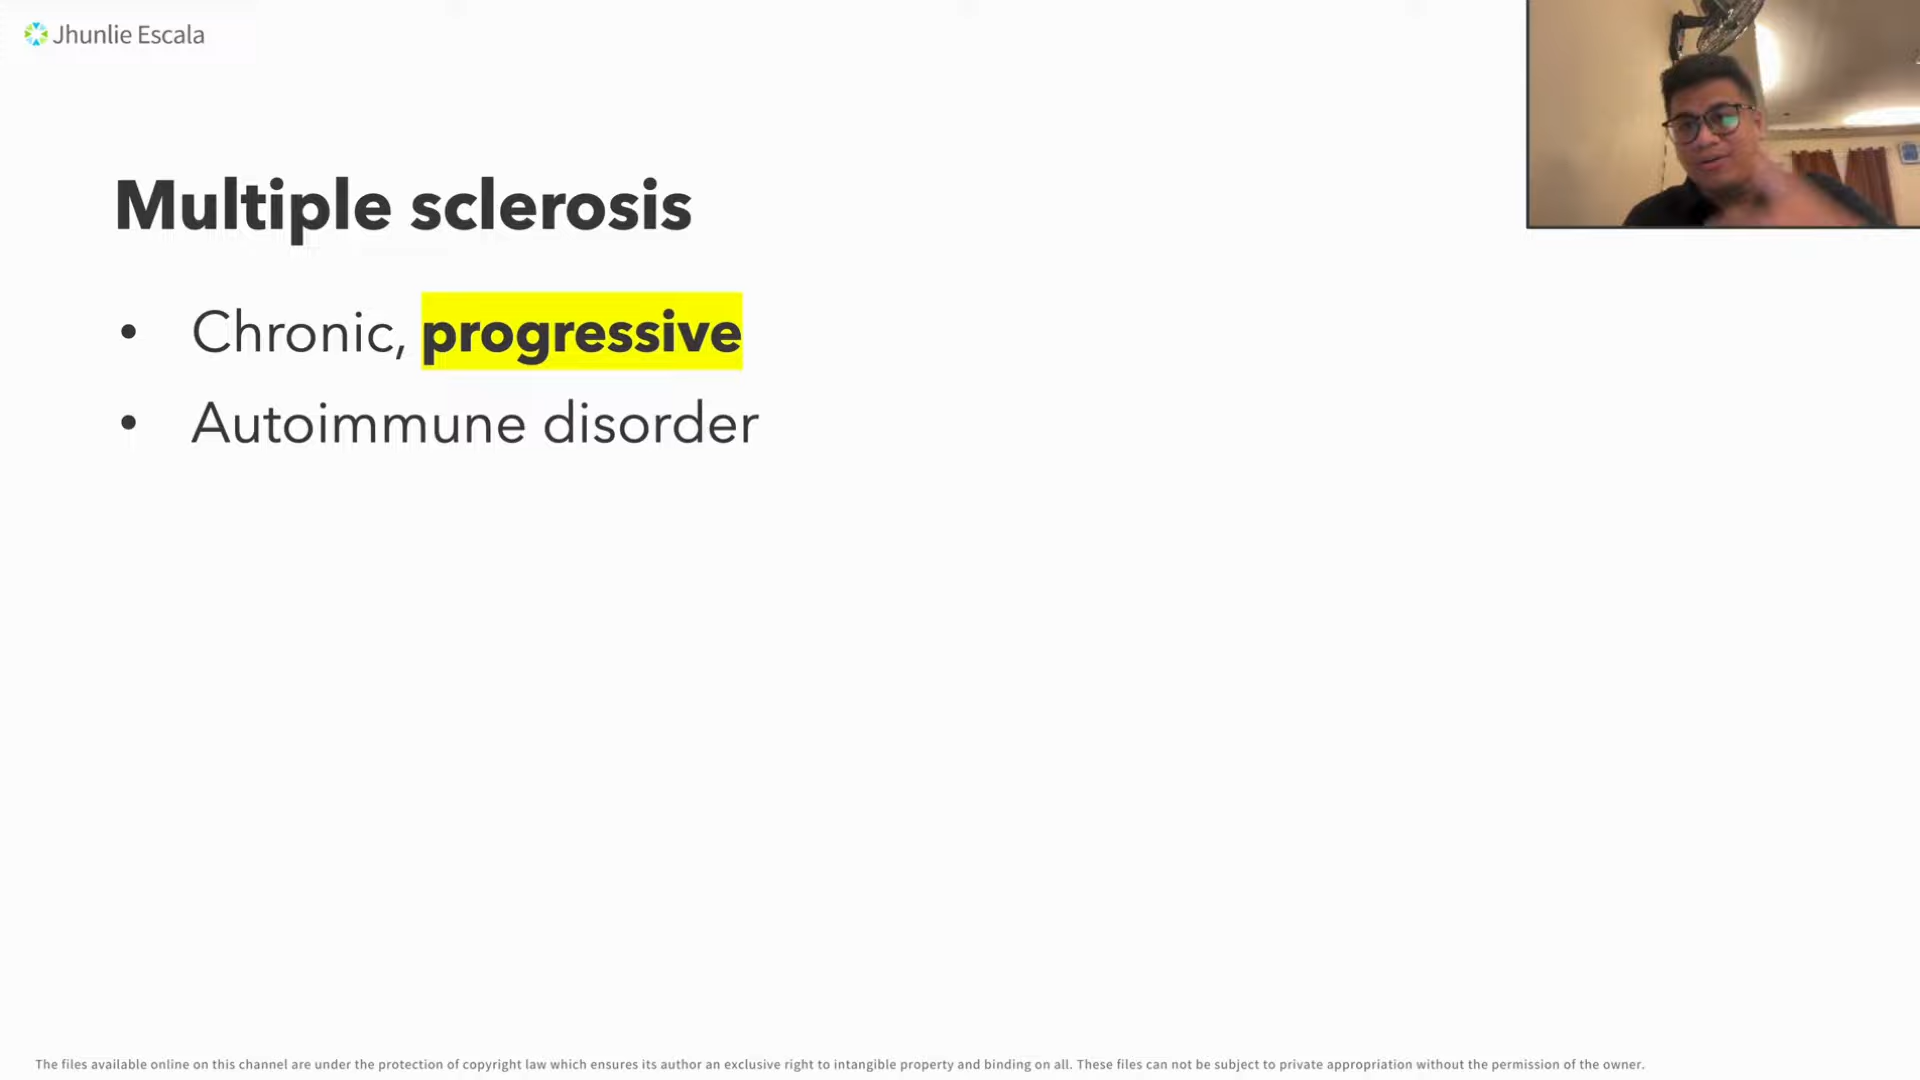 Jhunlie Escala
Multiple sclerosis
• Chronic, progressive
• Autoimmune disorder
The files available online on this channel are under the protection of copyright law which ensures its author an exclusive right to intangible property and binding on all. These files can not be subject to private appropriation without the permission of the owner.